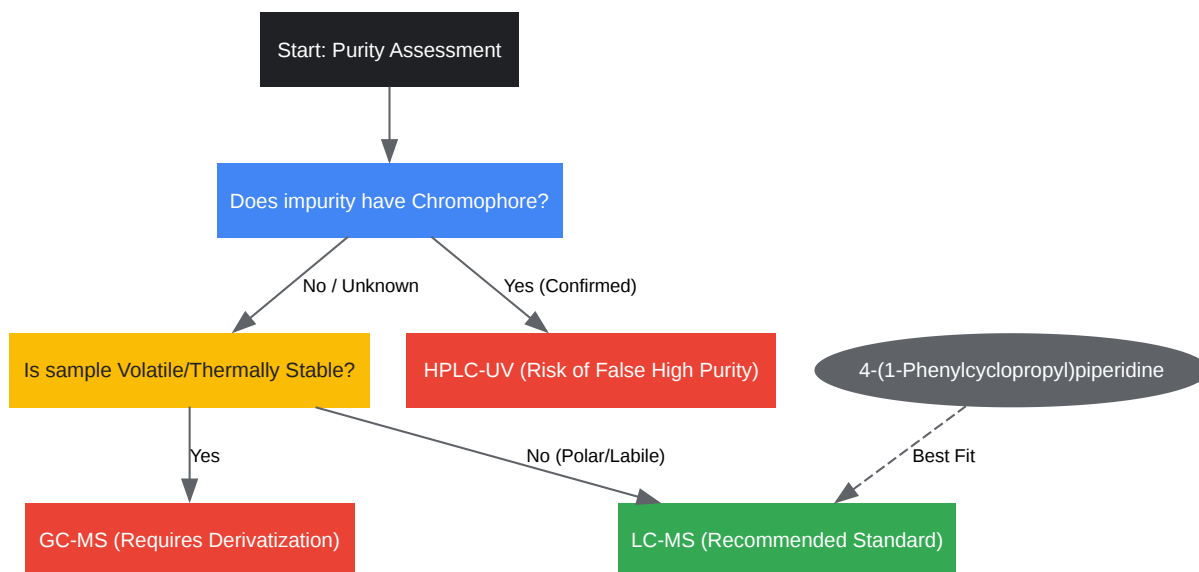 Start: Purity Assessment
Does impurity have Chromophore?
No / Unknown
Yes (Confirmed)
Is sample Volatile/Thermally Stable?
HPLC-UV (Risk of False High Purity)
4-(1-Phenylcyclopropyl)piperidine
Yes
No (Polar/Labile)
Best Fit
GC-MS (Requires Derivatization)
LC-MS (Recommended Standard)